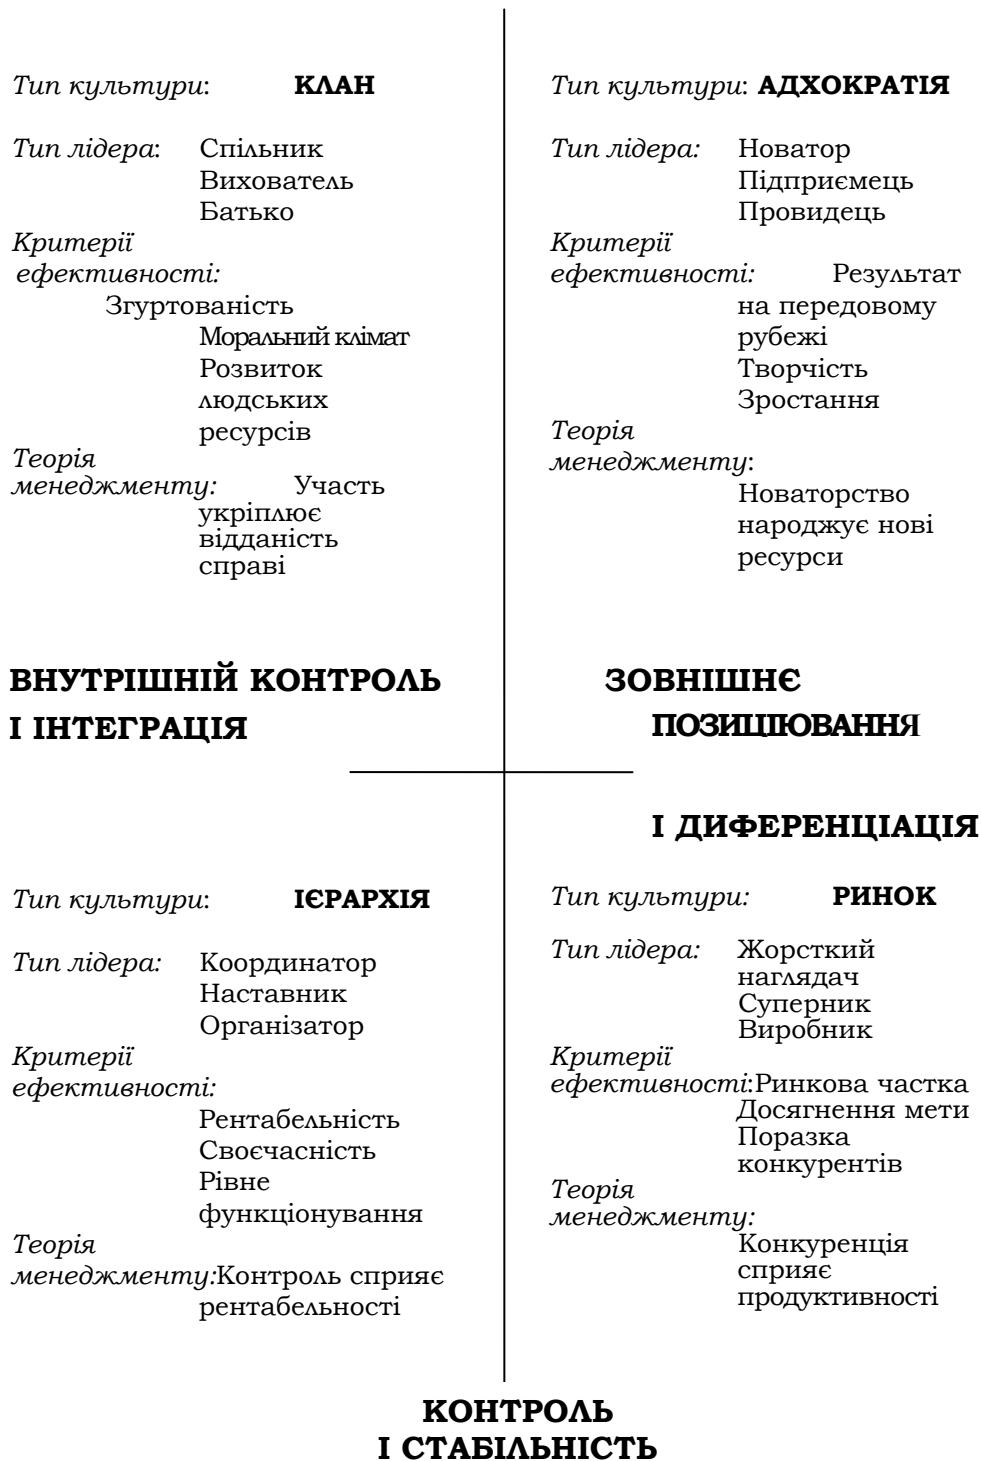 Тип культури: КЛАН
Тип лідера: Спільник
Вихователь
Батько
Критерії
ефективності:
Згуртованість
Моральний клімат
Розвиток
людських
ресурсів
Теорія
менеджменту: Участь
укріплює
відданість
справі
Тип культури: АДХОКРАТІЯ
Тип лідера: Новатор
Підприємець
Провидець
Критерії
ефективності: Результат
на передовому
рубежі
Творчість
Зростання
Теорія
менеджменту:
Новаторство
народжує нові
ресурси
ВНУТРІШНІЙ КОНТРОЛЬ
І ІНТЕГРАЦІЯ
ЗОВНІШНЄ
ПОЗИЦІЮВАННЯ
І ДИФЕРЕНЦІАЦІЯ
Тип культури: ІЄРАРХІЯ
Тип лідера: Координатор
Наставник
Організатор
Критерії
ефективності:
Рентабельність
Своєчасність
Рівне
функціонування
Теорія
менеджменту:Контроль сприяє
рентабельності
Тип культури: РИНОК
Тип лідера: Жорсткий
наглядач
Суперник
Виробник
Критерії
ефективності:Ринкова частка
Досягнення мети
Поразка
конкурентів
Теорія
менеджменту:
Конкуренція
сприяє
продуктивності
КОНТРОЛЬ
І СТАБІЛЬНІСТЬ